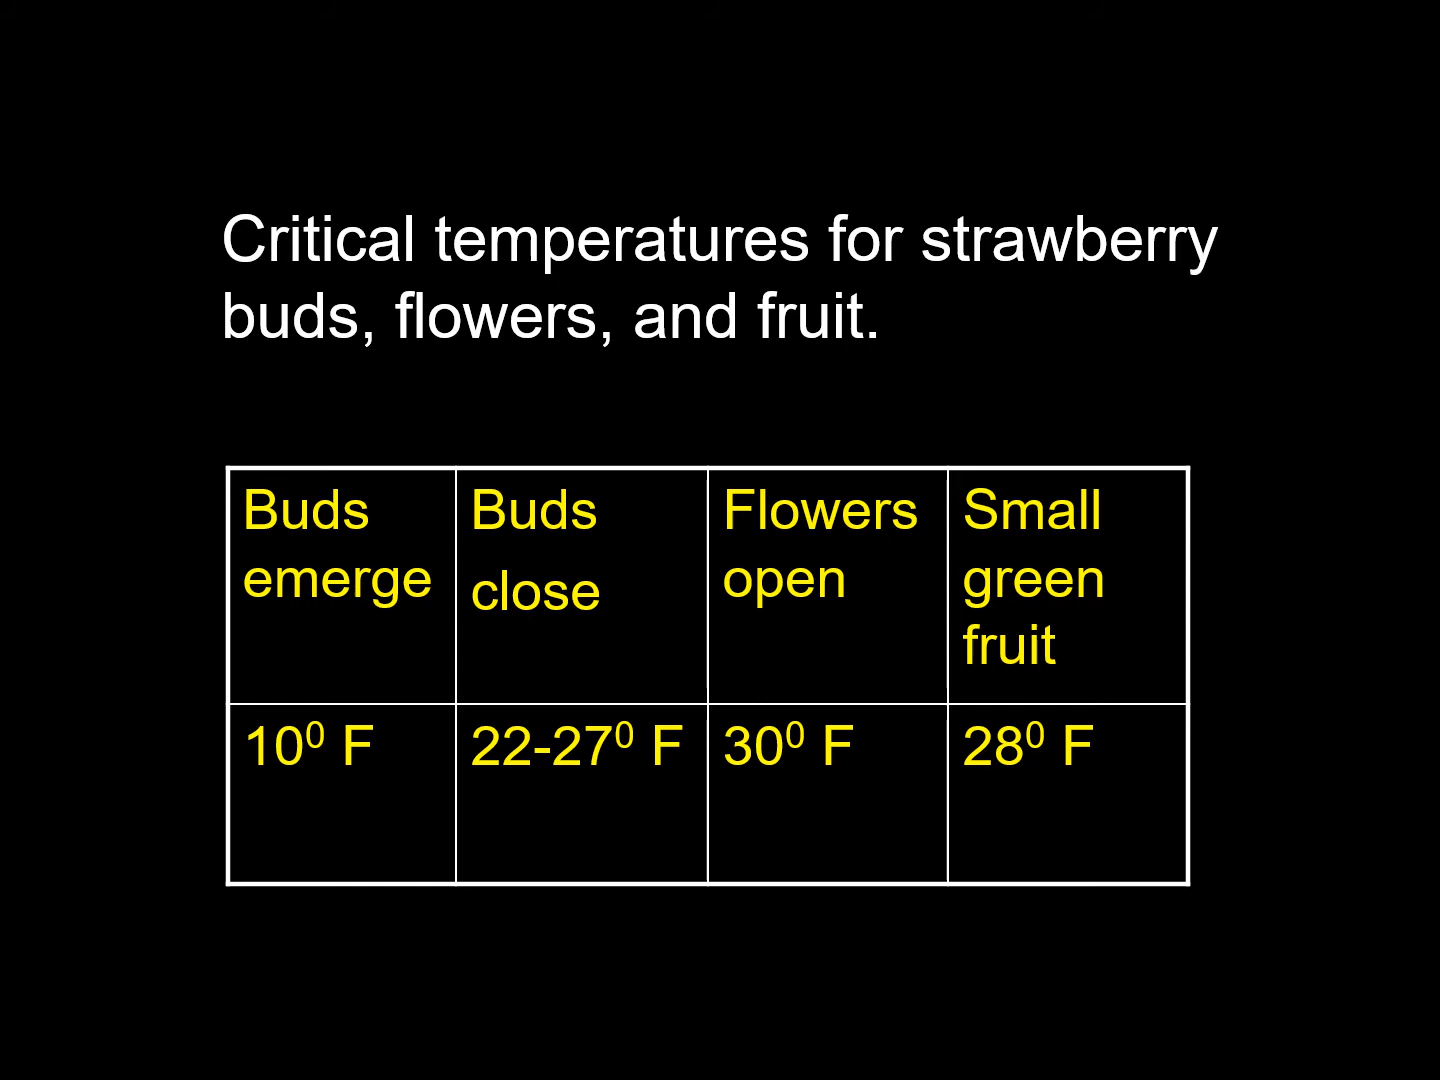 Critical temperatures for strawberry
buds, flowers, and fruit.
Buds
emerge
Buds
close
Flowers
open
Small
green
fruit
10⁰ F
22-27⁰ F
30⁰ F
28⁰ F